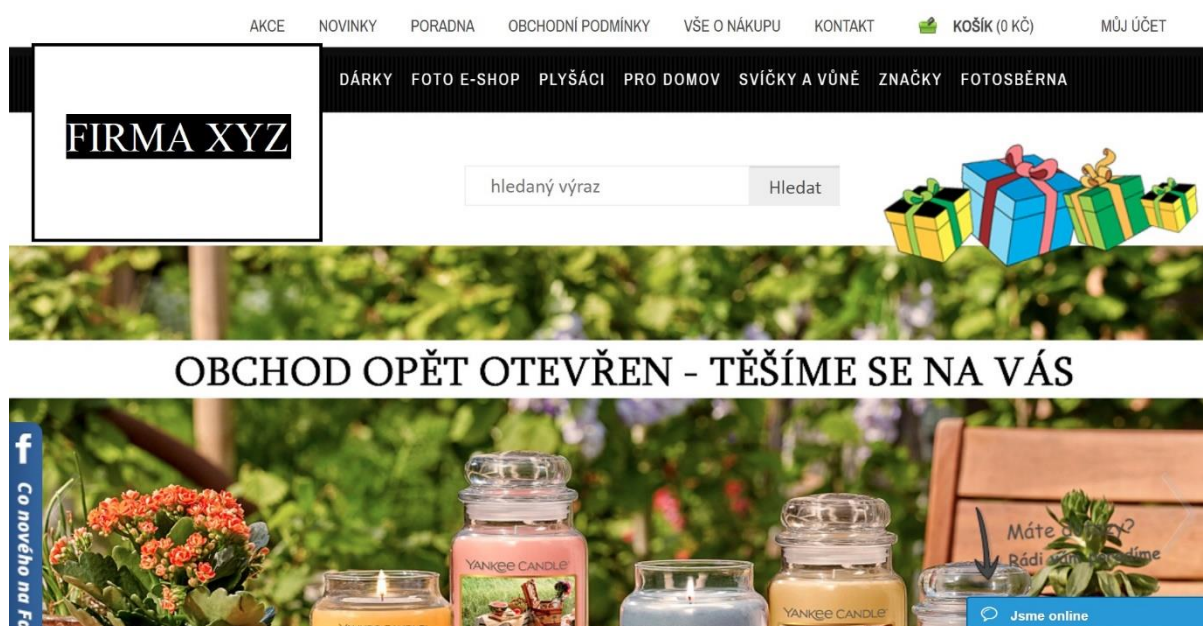 AKCE NOVINKY PORADNA OBCHODNÍ PODMÍNKY VŠE O NÁKUPU KONTAKT KOŠÍK (0 KČ) MŮJ ÚČET
DÁRKY FOTO E-SHOP PLYŠÁCI PRO DOMOV SVÍČKY A VŮNĚ ZNAČKY FOTOSBĚRNA
FIRMA XYZ
hledaný výraz Hledat
OBCHOD OPĚT OTEVŘEN - TĚŠÍME SE NA VÁS
f Co nového na
YANKEE CANDLE
YANKEE CANDLE
Máte
Rádi
Jsme online